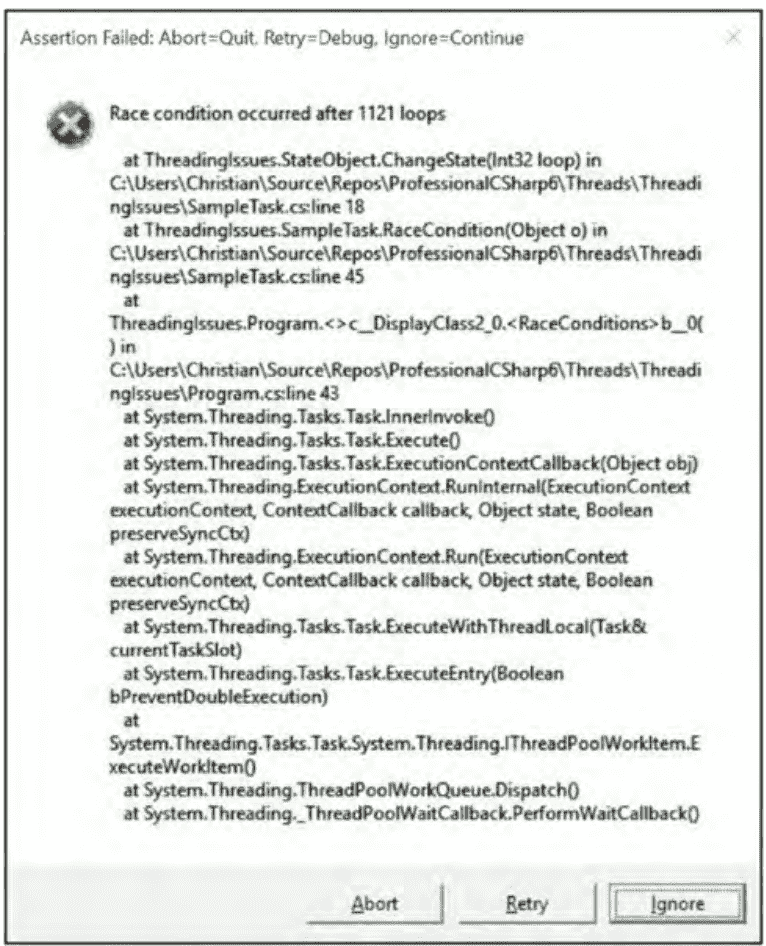 Assertion Failed: Abort=Quit, Retry=Debug, Ignore=Continue
Race condition occurred after 1121 loops
at ThreadingIssues.StateObject.ChangeState(Int32 loop) in
C:\Users\Christian\Source\Repos\ProfessionalCSharp6\Threads\Threadi
ngIssues\SampleTask.cs:line 18
at ThreadingIssues.SampleTask.RaceCondition(Object o) in
C:\Users\Christian\Source\Repos\ProfessionalCSharp6\Threads\Threadi
ngIssues\SampleTask.cs:line 45
at
ThreadingIssues.Program.<>c__DisplayClass2_0.<RaceConditions>b__0(
) in
C:\Users\Christian\Source\Repos\ProfessionalCSharp6\Threads\Threadi
ngIssues\Program.cs:line 43
at System.Threading.Tasks.Task.InnerInvoke()
at System.Threading.Tasks.Task.Execute()
at System.Threading.Tasks.Task.ExecutionContextCallback(Object obj)
at System.Threading.ExecutionContext.RunInternal(ExecutionContext
executionContext, ContextCallback callback, Object state, Boolean
preserveSyncCtx)
at System.Threading.ExecutionContext.Run(ExecutionContext
executionContext, ContextCallback callback, Object state, Boolean
preserveSyncCtx)
at System.Threading.Tasks.Task.ExecuteWithThreadLocal(Task&
currentTaskSlot)
at System.Threading.Tasks.Task.ExecuteEntry(Boolean
bPreventDoubleExecution)
at
System.Threading.Tasks.Task.System.Threading.IThreadPoolWorkItem.E
xecuteWorkItem()
at System.Threading.ThreadPoolWorkQueue.Dispatch()
at System.Threading._ThreadPoolWaitCallback.PerformWaitCallback()
Abort
Retry
Ignore